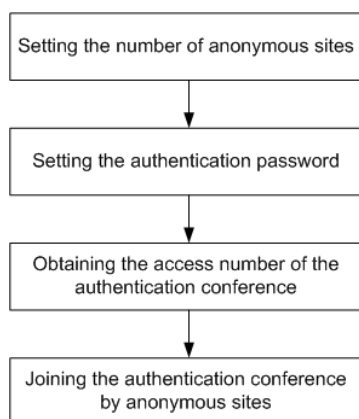 Setting the number of anonymous sites
Setting the authentication password
Obtaining the access number of the
authentication conference
Joining the authentication conference
by anonymous sites